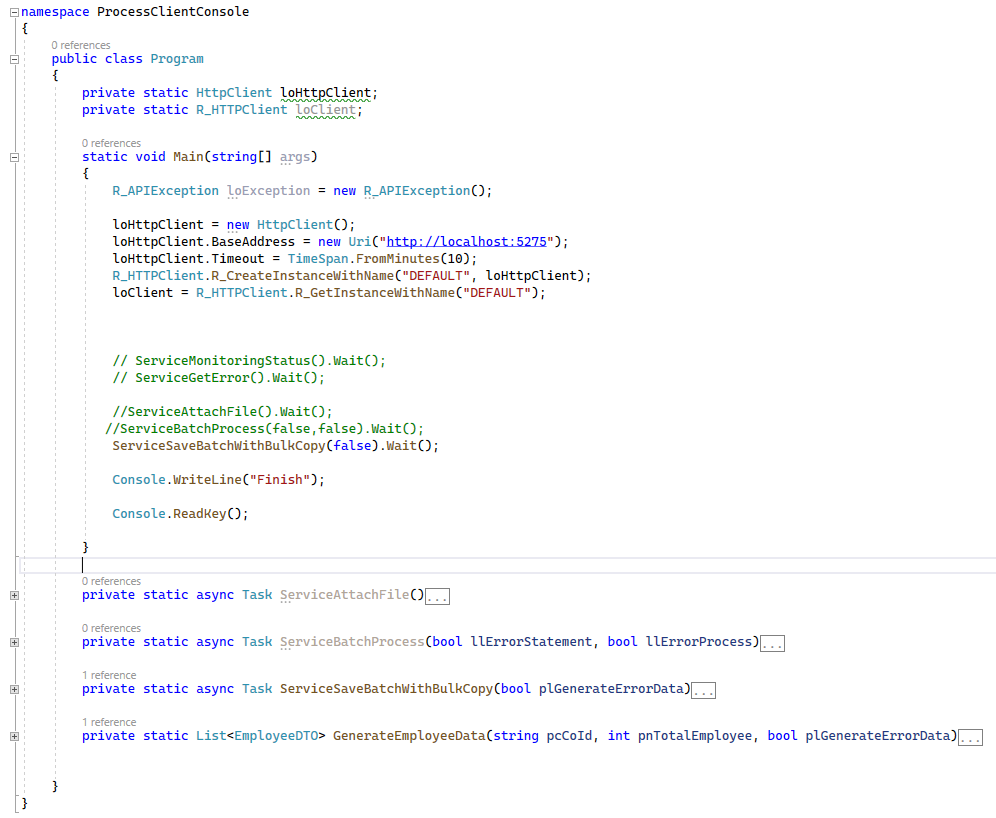 namespace ProcessClientConsole
{
0 references
public class Program
{
private static HttpClient loHttpClient;
private static R_HTTPClient loClient;
0 references
static void Main(string[] args)
{
R_APIException loException = new R_APIException();
loHttpClient = new HttpClient();
loHttpClient.BaseAddress = new Uri("http://localhost:5275");
loHttpClient.Timeout = TimeSpan.FromMinutes(10);
R_HTTPClient.R_CreateInstanceWithName("DEFAULT", loHttpClient);
loClient = R_HTTPClient.R_GetInstanceWithName("DEFAULT");
// ServiceMonitoringStatus().Wait();
// ServiceGetError().Wait();
//ServiceAttachFile().Wait();
//ServiceBatchProcess(false,false).Wait();
ServiceSaveBatchWithBulkCopy(false).Wait();
Console.WriteLine("Finish");
Console.ReadKey();
}
0 references
private static async Task ServiceAttachFile()...
0 references
private static async Task ServiceBatchProcess(bool llErrorStatement, bool llErrorProcess)...
1 reference
private static async Task ServiceSaveBatchWithBulkCopy(bool plGenerateErrorData)...
1 reference
private static List<EmployeeDTO> GenerateEmployeeData(string pcCoId, int pnTotalEmployee, bool plGenerateErrorData)...
}
}